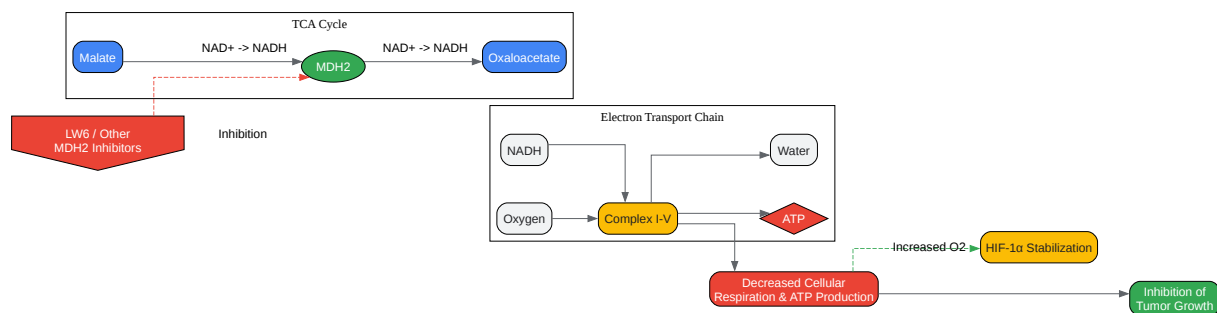 TCA Cycle
NAD+ -> NADH
NAD+ -> NADH
Malate
MDH2
Oxaloacetate
LW6 / Other
MDH2 Inhibitors
Inhibition
Electron Transport Chain
NADH
Water
Oxygen
Complex I-V
ATP
Increased O2
HIF-1α Stabilization
Decreased Cellular
Respiration & ATP Production
Inhibition of
Tumor Growth